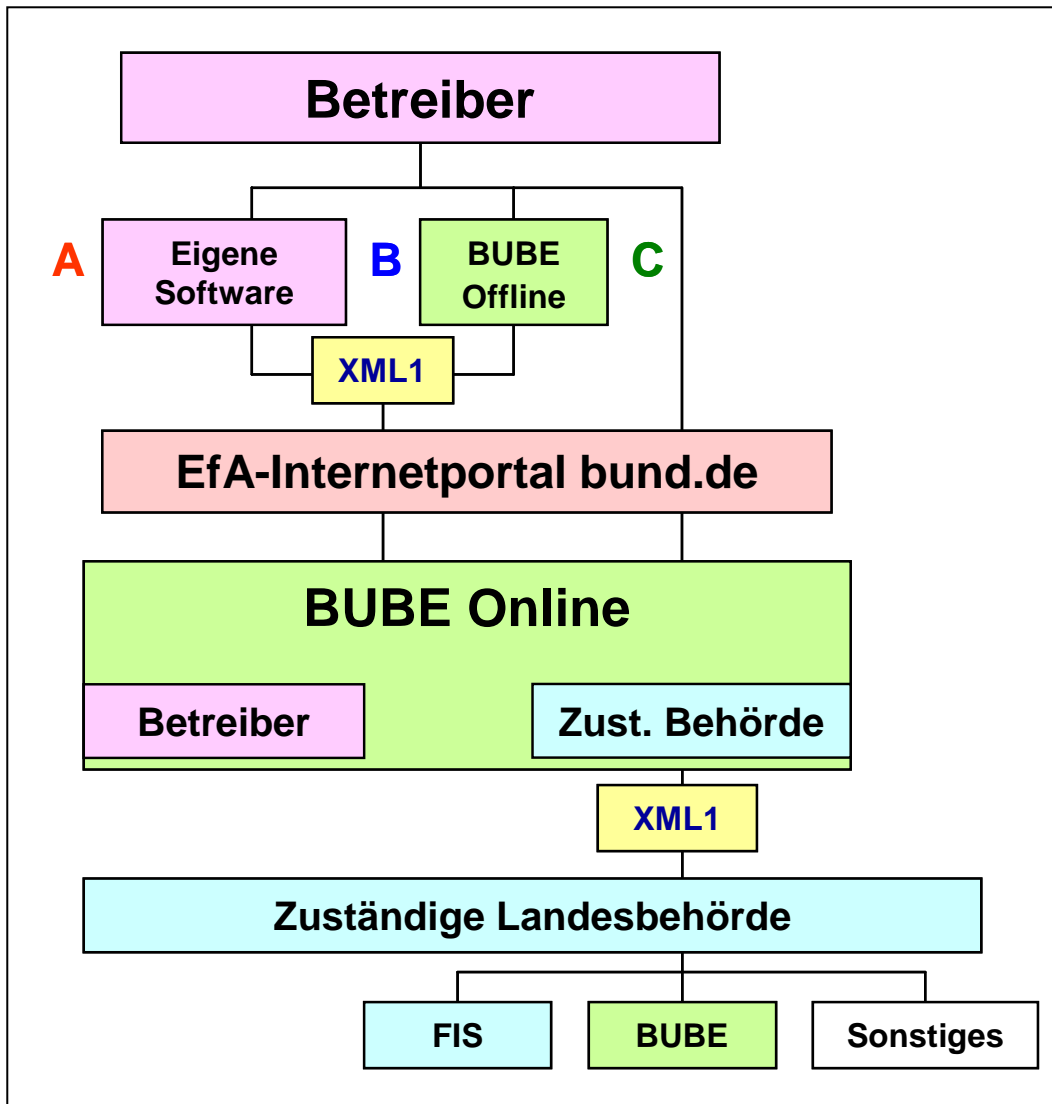 Betreiber
A
Eigene
Software
B
BUBE
Offline
C
XML1
EfA-Internetportal bund.de
BUBE Online
Betreiber
Zust. Behörde
XML1
Zuständige Landesbehörde
FIS
BUBE
Sonstiges